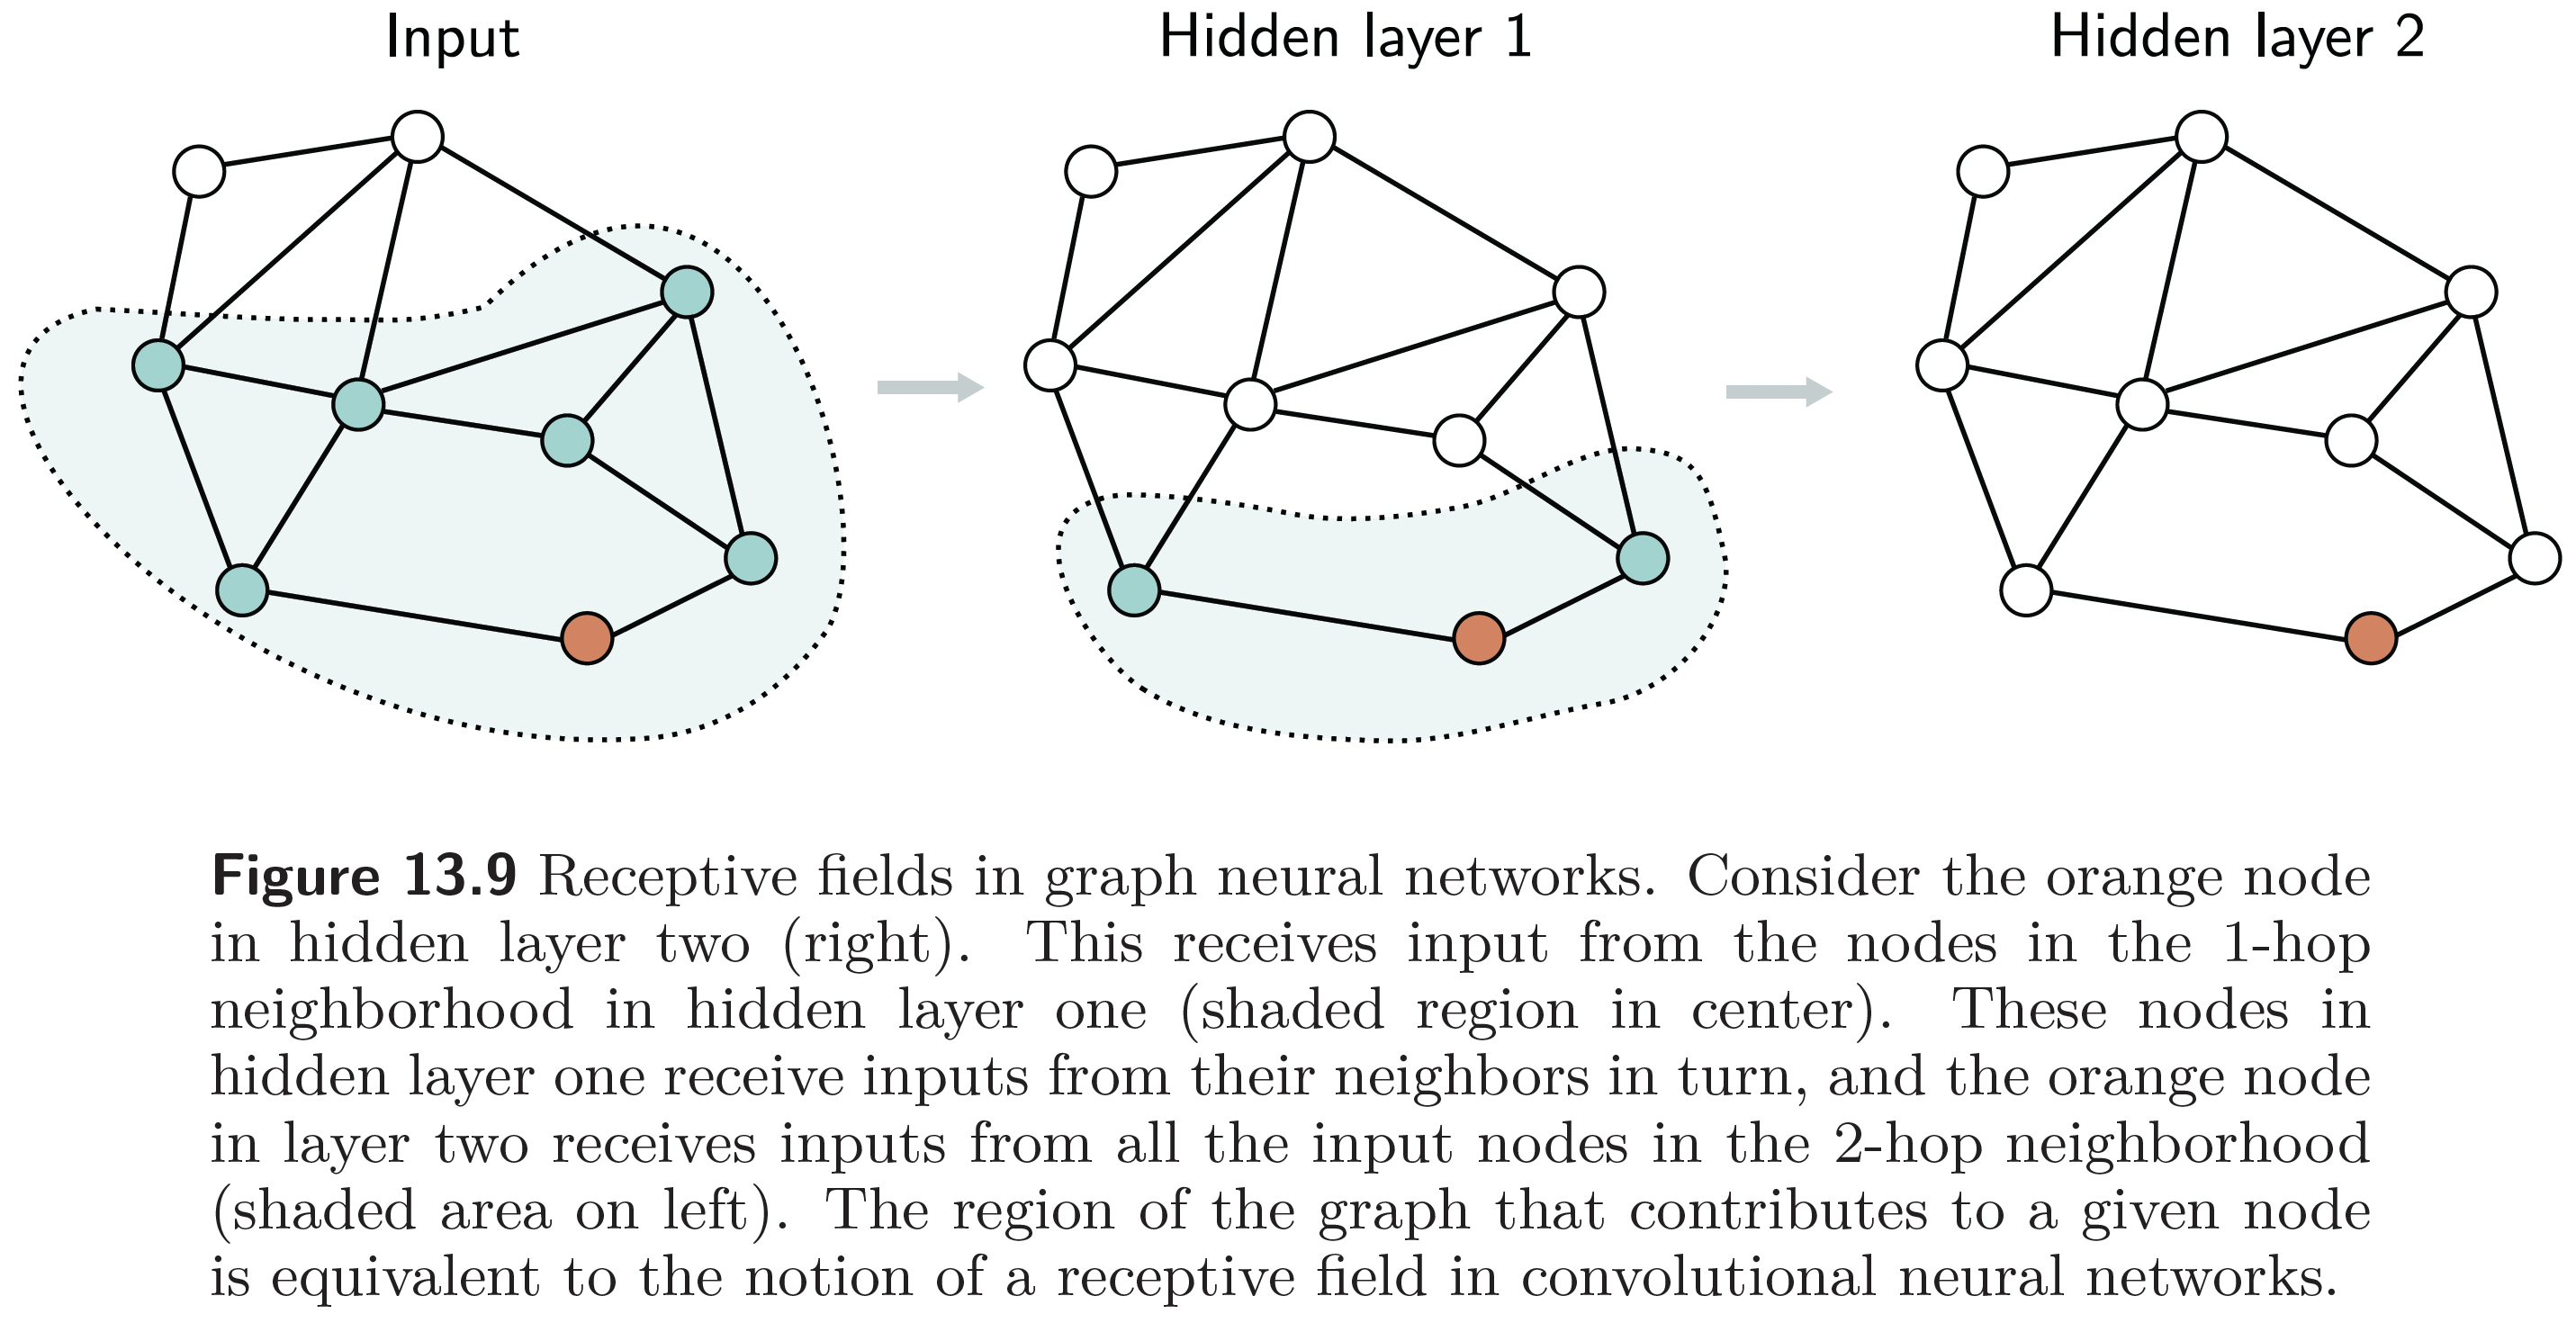 Input
Hidden layer 1
Hidden layer 2
Figure 13.9 Receptive fields in graph neural networks. Consider the orange node
in hidden layer two (right). This receives input from the nodes in the 1-hop
neighborhood in hidden layer one (shaded region in center). These nodes in
hidden layer one receive inputs from their neighbors in turn, and the orange node
in layer two receives inputs from all the input nodes in the 2-hop neighborhood
(shaded area on left). The region of the graph that contributes to a given node
is equivalent to the notion of a receptive field in convolutional neural networks.